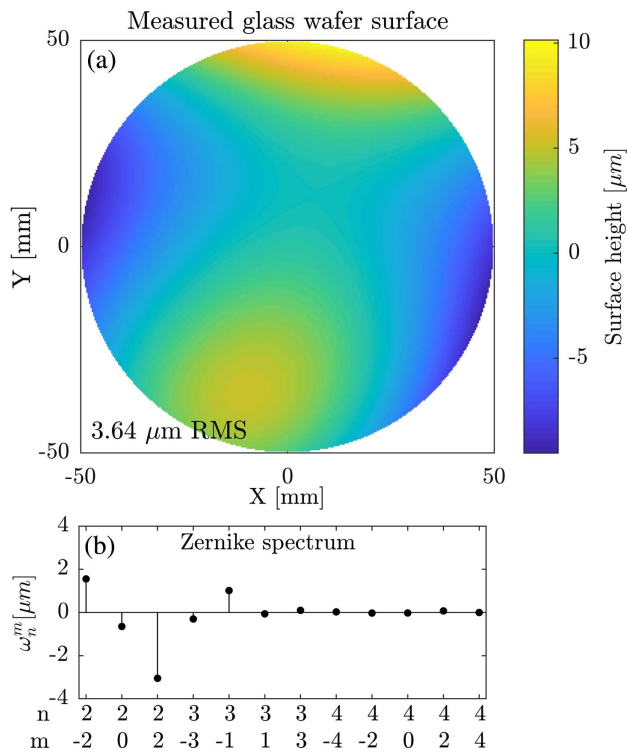 Measured glass wafer surface
(a)
50
0
-50
Y [mm]
3.64 μm RMS
-50 0 50
X [mm]
10
5
0
-5
Surface height [μm]
(b) Zernike spectrum
4
2
0
-2
-4
ω_n^m [μm]
n 2 2 2 3 3 3 3 4 4 4 4 4
m -2 0 2 -3 -1 1 3 -4 -2 0 2 4